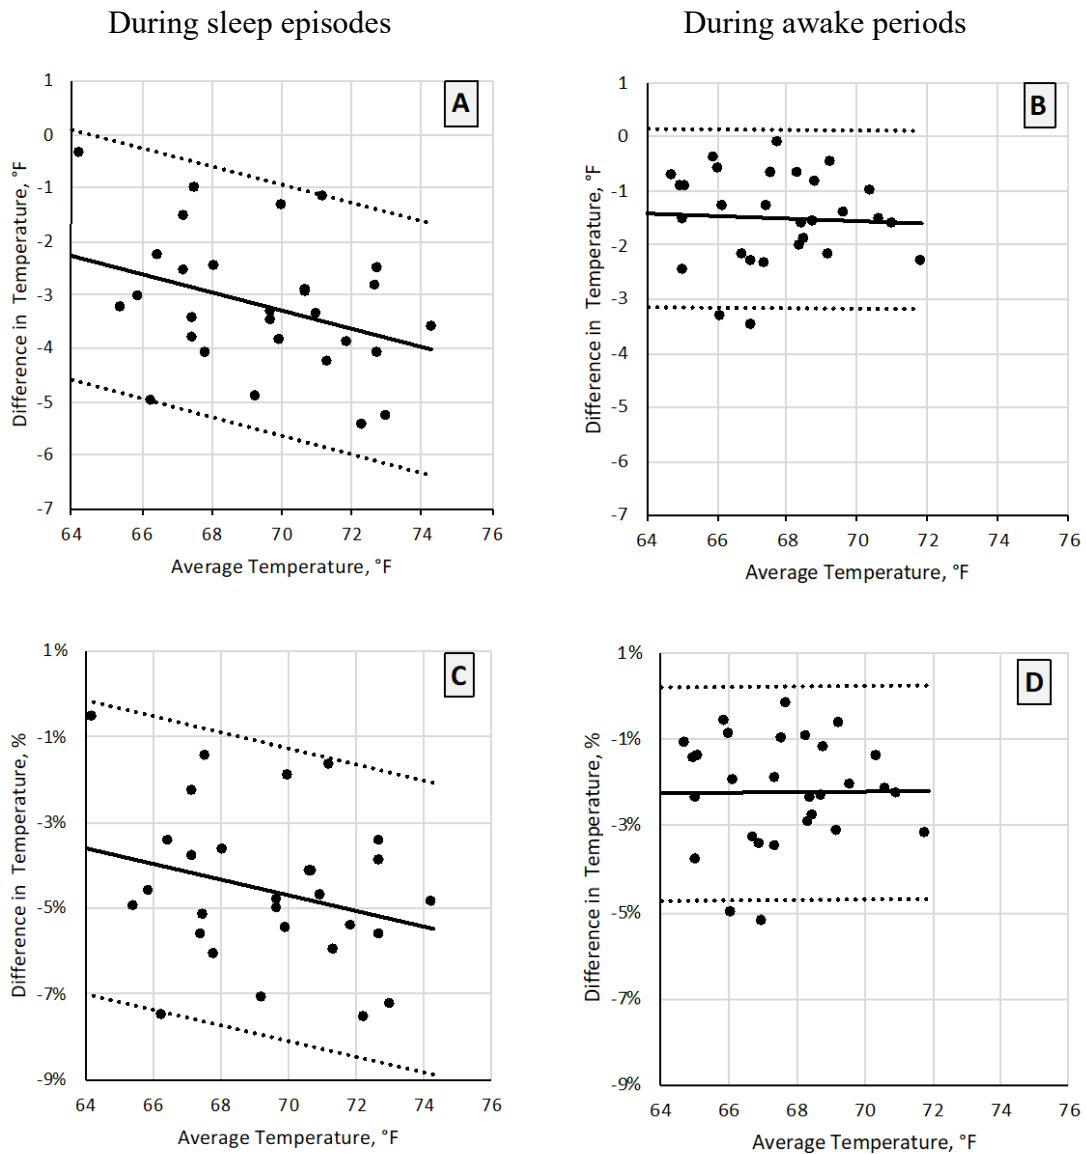 During sleep episodes
During awake periods
A
1
0
-1
-2
-3
-4
-5
-6
-7
64 66 68 70 72 74 76
Difference in Temperature, °F
Average Temperature, °F
B
1
0
-1
-2
-3
-4
-5
-6
-7
64 66 68 70 72 74 76
Difference in Temperature, °F
Average Temperature, °F
C
1%
-1%
-3%
-5%
-7%
-9%
64 66 68 70 72 74 76
Difference in Temperature, %
Average Temperature, °F
D
1%
-1%
-3%
-5%
-7%
-9%
64 66 68 70 72 74 76
Difference in Temperature, %
Average Temperature, °F